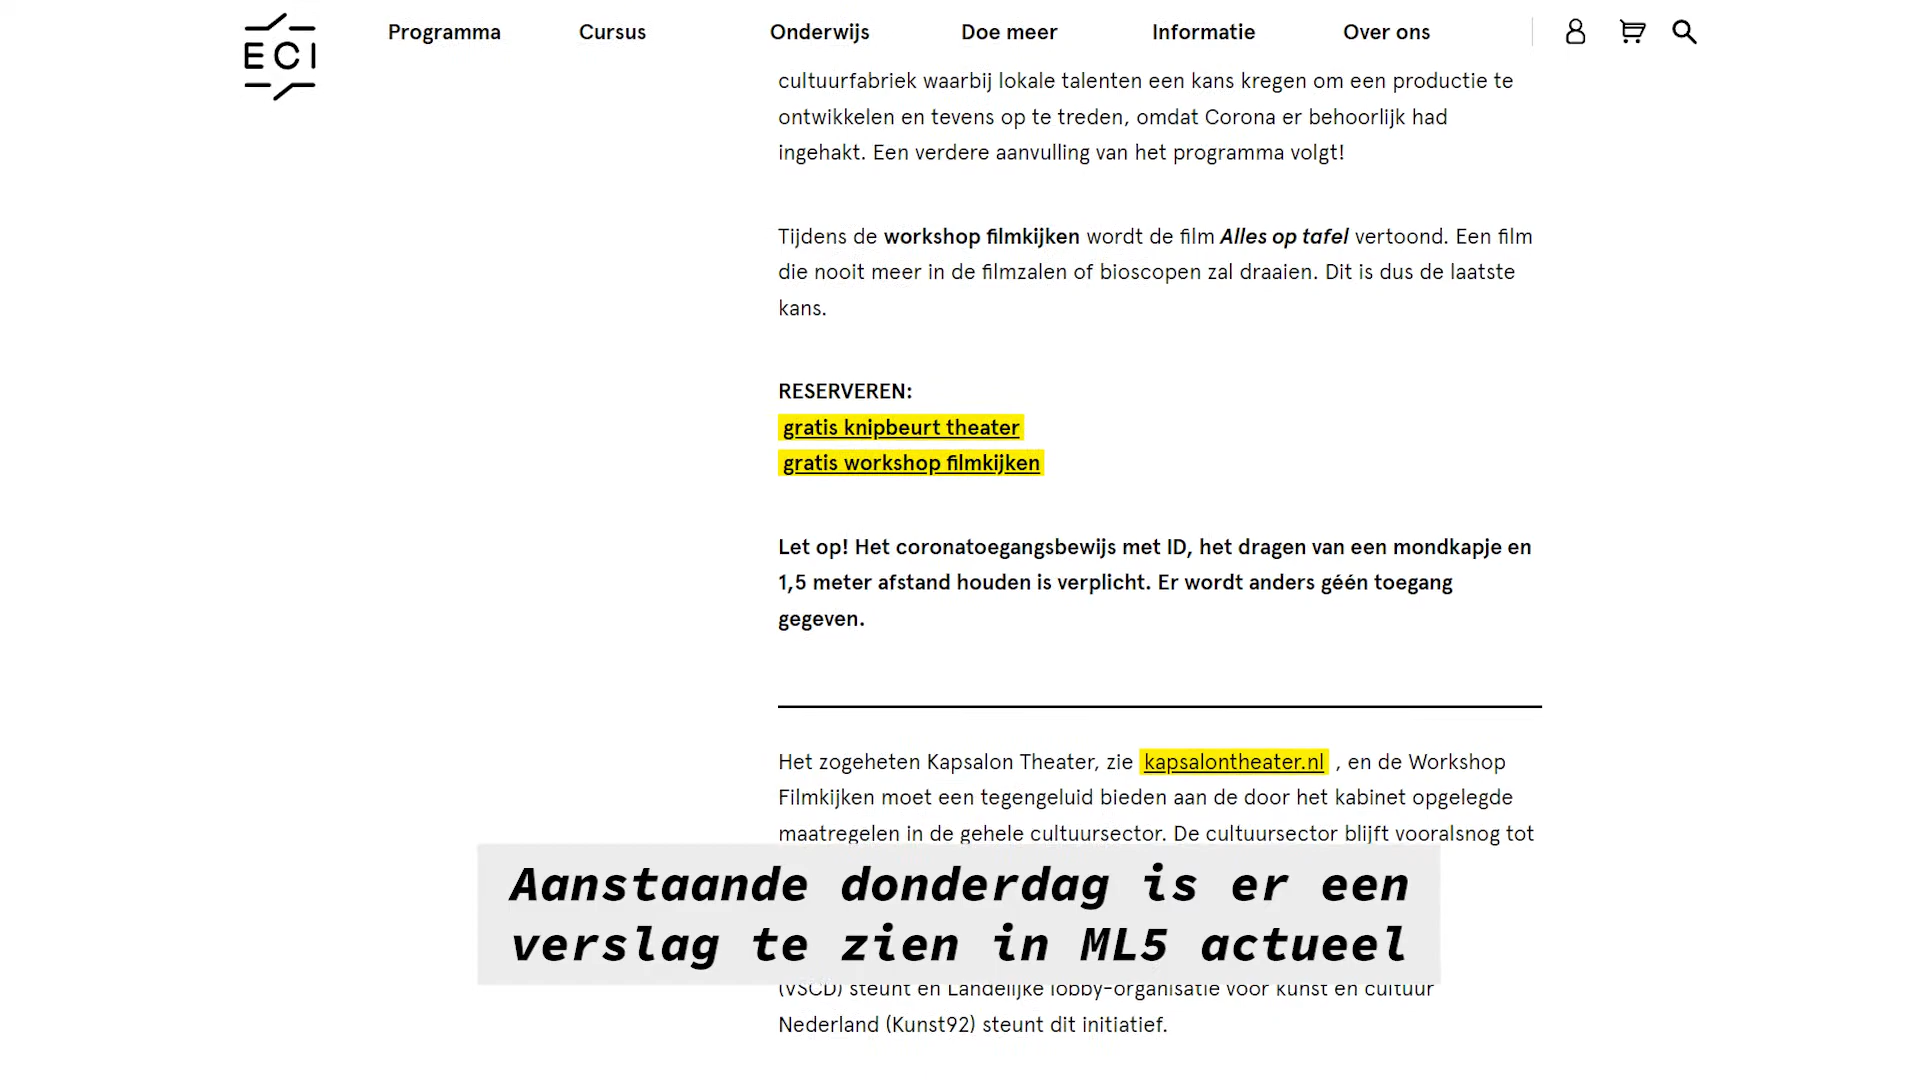 ECI
Programma
Cursus
Onderwijs
Doe meer
Informatie
Over ons
cultuurfabriek waarbij lokale talenten een kans kregen om een productie te
ontwikkelen en tevens op te treden, omdat Corona er behoorlijk had
ingehakt. Een verdere aanvulling van het programma volgt!
Tijdens de workshop filmkijken wordt de film Alles op tafel vertoond. Een film
die nooit meer in de filmzalen of bioscopen zal draaien. Dit is dus de laatste
kans.
RESERVEREN:
gratis knipbeurt theater
gratis workshop filmkijken
Let op! Het coronatoegangsbewijs met ID, het dragen van een mondkapje en
1,5 meter afstand houden is verplicht. Er wordt anders géén toegang
gegeven.
Het zogeheten Kapsalon Theater, zie kapsalontheater.nl , en de Workshop
Filmkijken moet een tegengeluid bieden aan de door het kabinet opgelegde
maatregelen in de gehele cultuursector. De cultuursector blijft vooralsnog tot
Aanstaande donderdag is er een
verslag te zien in ML5 actueel
(VSCD) steunt en Landelijke lobby-organisatie voor kunst en cultuur
Nederland (Kunst92) steunt dit initiatief.